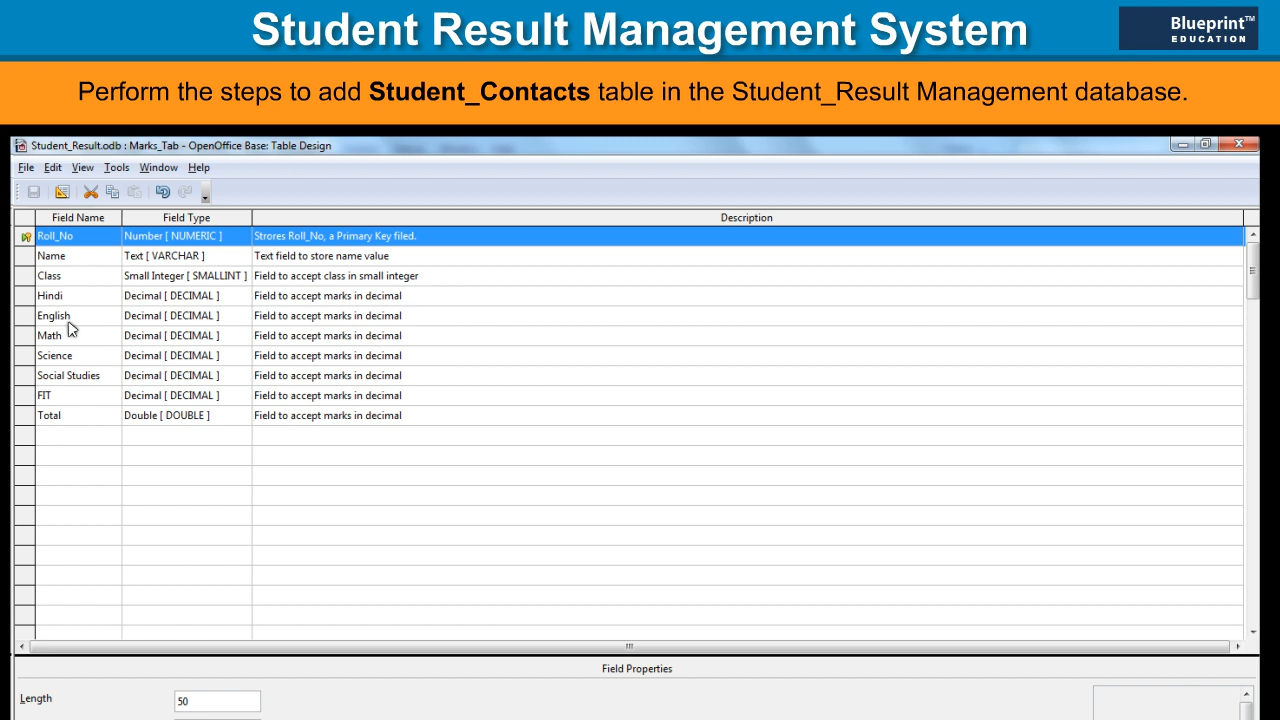 Student Result Management System
Blueprint™
EDUCATION
Perform the steps to add Student_Contacts table in the Student_Result Management database.
Student_Result.odb : Marks_Tab - OpenOffice Base: Table Design
File Edit View Tools Window Help
Field Name Field Type Description
Roll_No Number [ NUMERIC ] Strores Roll_No, a Primary Key filed.
Name Text [ VARCHAR ] Text field to store name value
Class Small Integer [ SMALLINT ] Field to accept class in small integer
Hindi Decimal [ DECIMAL ] Field to accept marks in decimal
English Decimal [ DECIMAL ] Field to accept marks in decimal
Math Decimal [ DECIMAL ] Field to accept marks in decimal
Science Decimal [ DECIMAL ] Field to accept marks in decimal
Social Studies Decimal [ DECIMAL ] Field to accept marks in decimal
FIT Decimal [ DECIMAL ] Field to accept marks in decimal
Total Double [ DOUBLE ] Field to accept marks in decimal
Field Properties
Length 50